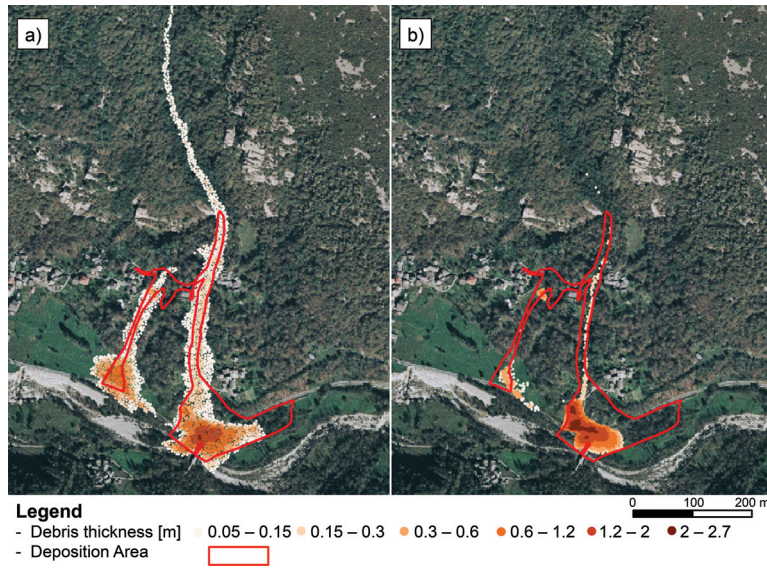 a)
b)
Legend
- Debris thickness [m] 0.05 – 0.15 0.15 – 0.3 0.3 – 0.6 0.6 – 1.2 1.2 – 2 2 – 2.7
- Deposition Area
0 100 200 m